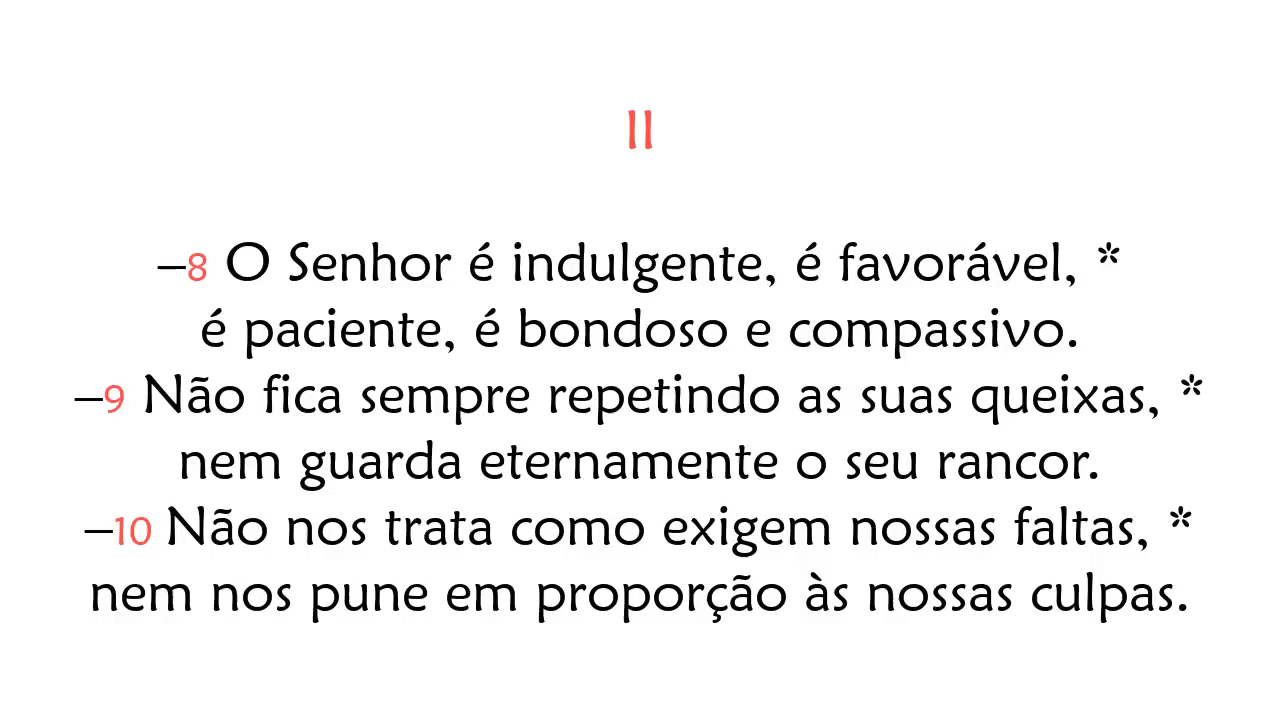 II
–8 O Senhor é indulgente, é favorável, *
é paciente, é bondoso e compassivo.
–9 Não fica sempre repetindo as suas queixas, *
nem guarda eternamente o seu rancor.
–10 Não nos trata como exigem nossas faltas, *
nem nos pune em proporção às nossas culpas.